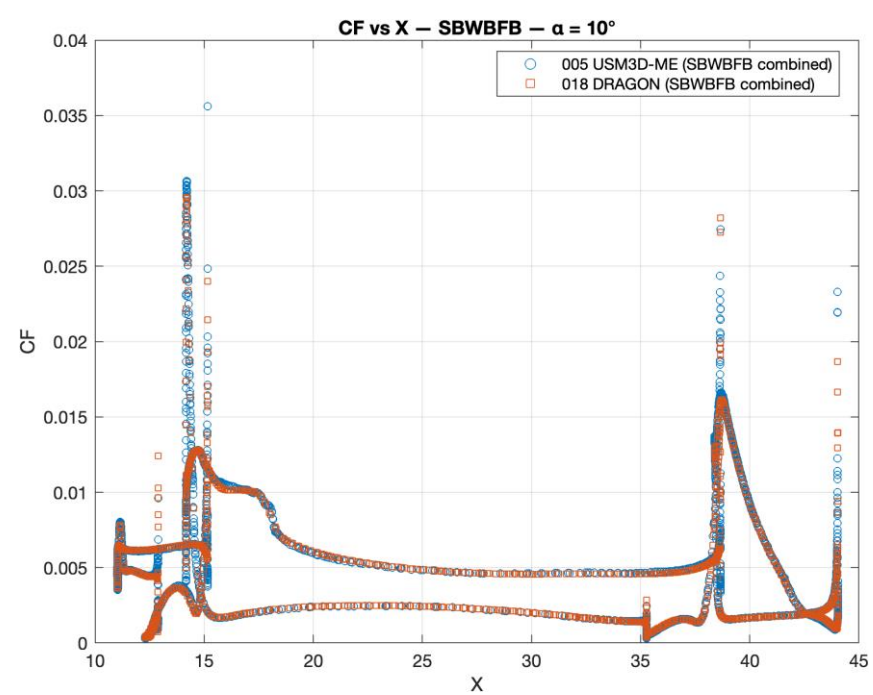 CF vs X — SBWBFB — α = 10°
005 USM3D-ME (SBWBFB combined)
018 DRAGON (SBWBFB combined)
0.04
0.035
0.03
0.025
0.02
0.015
0.01
0.005
0
CF
10 15 20 25 30 35 40 45
X